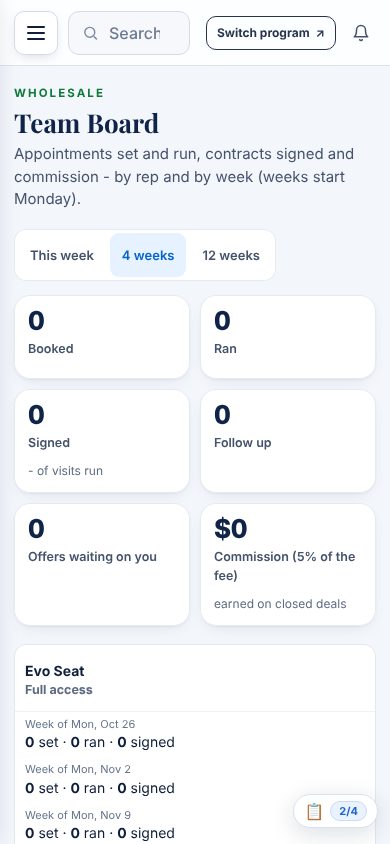 Search
Switch program ↗
WHOLESALE
Team Board
Appointments set and run, contracts signed and
commission - by rep and by week (weeks start
Monday).
This week
4 weeks
12 weeks
0
Booked
0
Ran
0
Signed
- of visits run
0
Follow up
0
Offers waiting on you
$0
Commission (5% of the
fee)
earned on closed deals
Evo Seat
Full access
Week of Mon, Oct 26
0 set · 0 ran · 0 signed
Week of Mon, Nov 2
0 set · 0 ran · 0 signed
Week of Mon, Nov 9
0 set · 0 ran · 0 signed
2/4